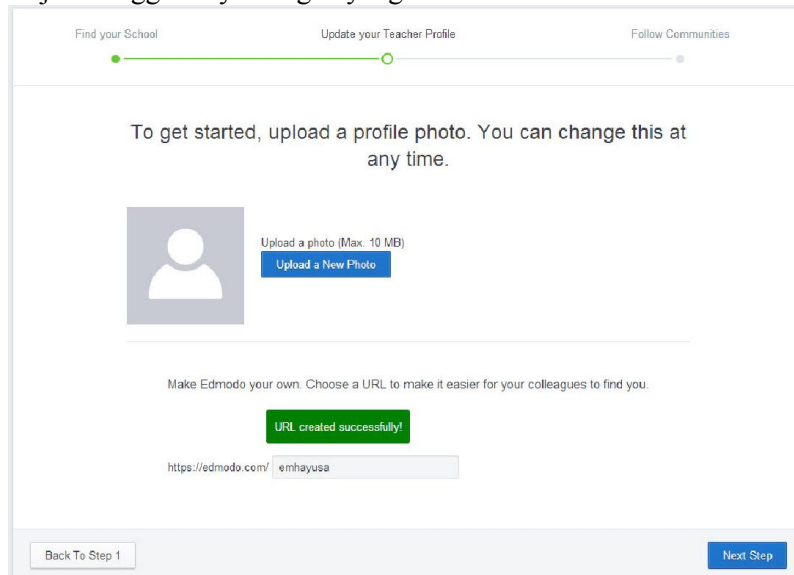 Find your School Update your Teacher Profile Follow Communities
To get started, upload a profile photo. You can change this at
any time.
Upload a photo (Max. 10 MB)
Upload a New Photo
Make Edmodo your own. Choose a URL to make it easier for your colleagues to find you.
URL created successfully!
https://edmodo.com/ emhayusa
Back To Step 1 Next Step